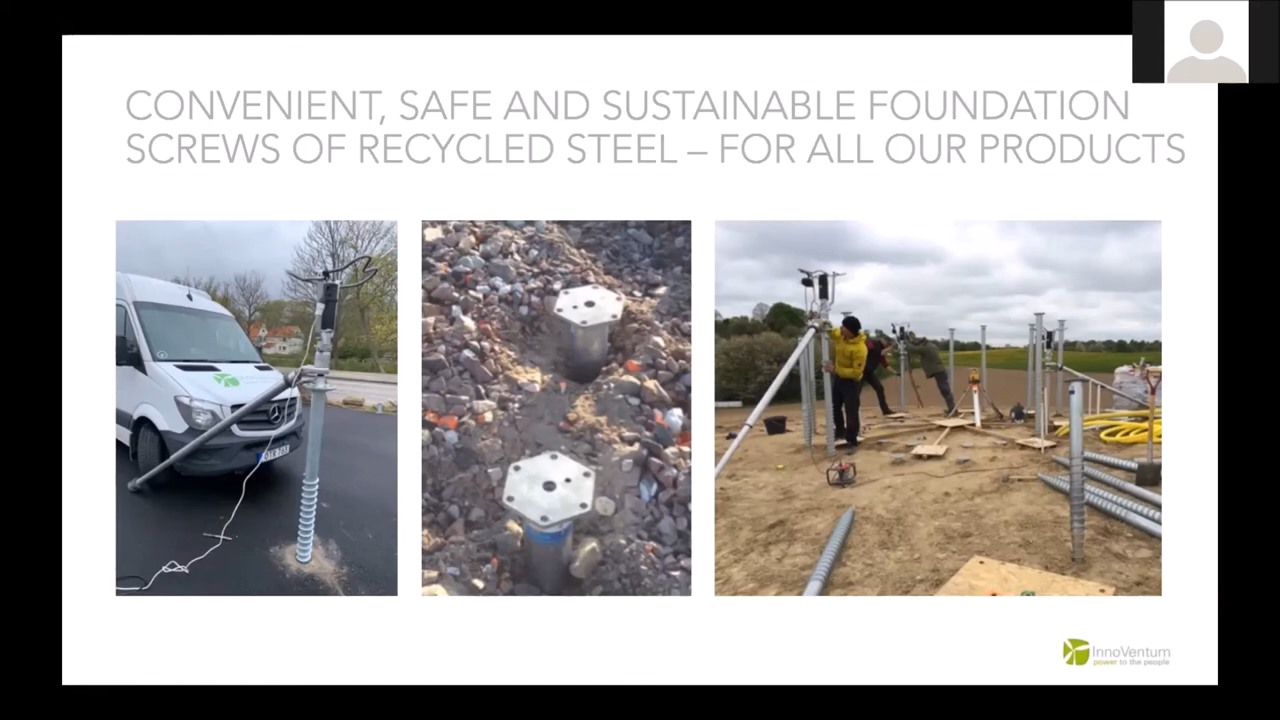 CONVENIENT, SAFE AND SUSTAINABLE FOUNDATION
SCREWS OF RECYCLED STEEL – FOR ALL OUR PRODUCTS
InnoVentum
power to the people